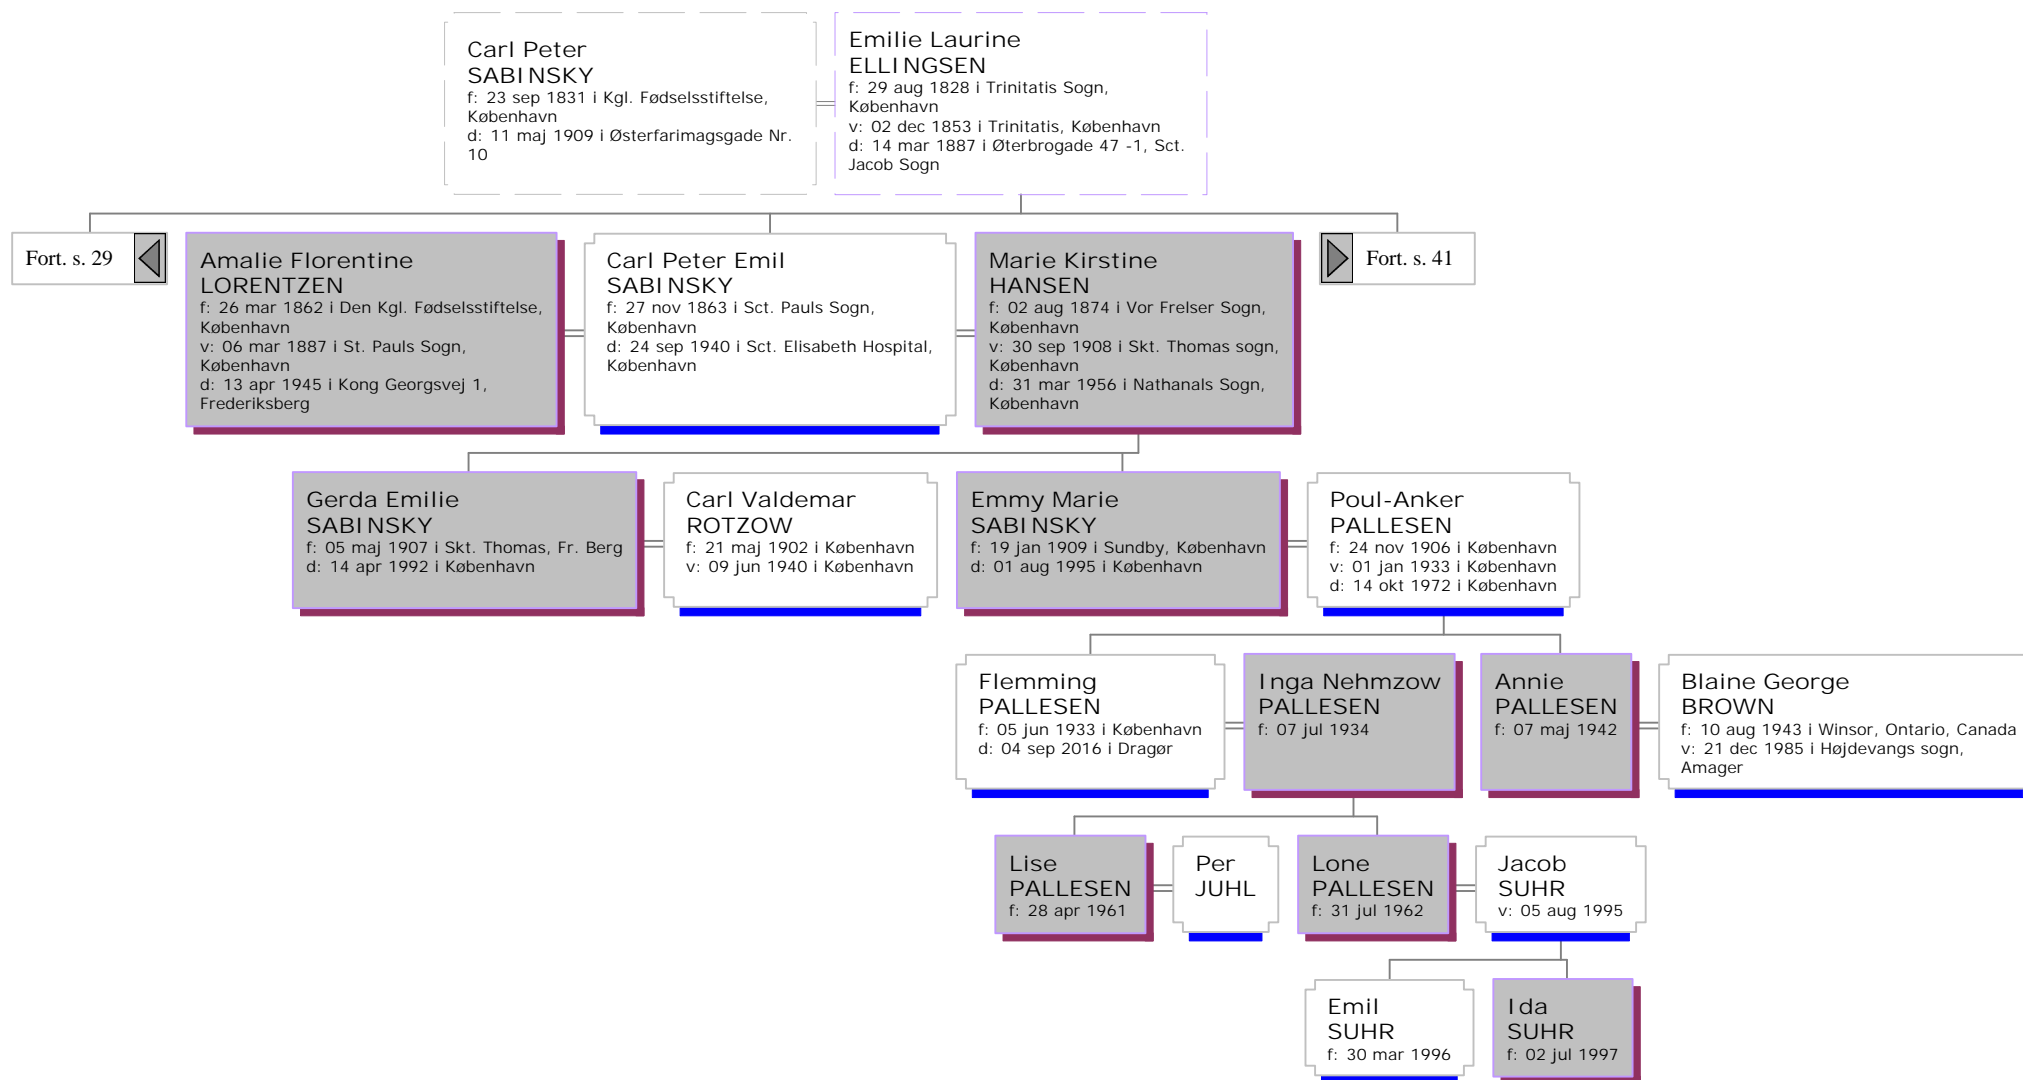 Carl Peter
SABINSKY
f: 23 sep 1831 i Kgl. Fødselsstiftelse,
København
d: 11 maj 1909 i Østerfarimagsgade Nr.
10
Emilie Laurine
ELLINGSEN
f: 29 aug 1828 i Trinitatis Sogn,
København
v: 02 dec 1853 i Trinitatis, København
d: 14 mar 1887 i Øterbrogade 47 -1, Sct.
Jacob Sogn
Fort. s. 29
Amalie Florentine
LORENTZEN
f: 26 mar 1862 i Den Kgl. Fødselsstiftelse,
København
v: 06 mar 1887 i St. Pauls Sogn,
København
d: 13 apr 1945 i Kong Georgsvej 1,
Frederiksberg
Carl Peter Emil
SABINSKY
f: 27 nov 1863 i Sct. Pauls Sogn,
København
d: 24 sep 1940 i Sct. Elisabeth Hospital,
København
Marie Kirstine
HANSEN
f: 02 aug 1874 i Vor Frelser Sogn,
København
v: 30 sep 1908 i Skt. Thomas sogn,
København
d: 31 mar 1956 i Nathanals Sogn,
København
Fort. s. 41
Gerda Emilie
SABINSKY
f: 05 maj 1907 i Skt. Thomas, Fr. Berg
d: 14 apr 1992 i København
Carl Valdemar
ROTZOW
f: 21 maj 1902 i København
v: 09 jun 1940 i København
Emmy Marie
SABINSKY
f: 19 jan 1909 i Sundby, København
d: 01 aug 1995 i København
Poul-Anker
PALLESEN
f: 24 nov 1906 i København
v: 01 jan 1933 i København
d: 14 okt 1972 i København
Flemming
PALLESEN
f: 05 jun 1933 i København
d: 04 sep 2016 i Dragør
Inga Nehmzow
PALLESEN
f: 07 jul 1934
Annie
PALLESEN
f: 07 maj 1942
Blaine George
BROWN
f: 10 aug 1943 i Winsor, Ontario, Canada
v: 21 dec 1985 i Højdevangs sogn,
Amager
Lise
PALLESEN
f: 28 apr 1961
Per
JUHL
Lone
PALLESEN
f: 31 jul 1962
Jacob
SUHR
v: 05 aug 1995
Emil
SUHR
f: 30 mar 1996
Ida
SUHR
f: 02 jul 1997